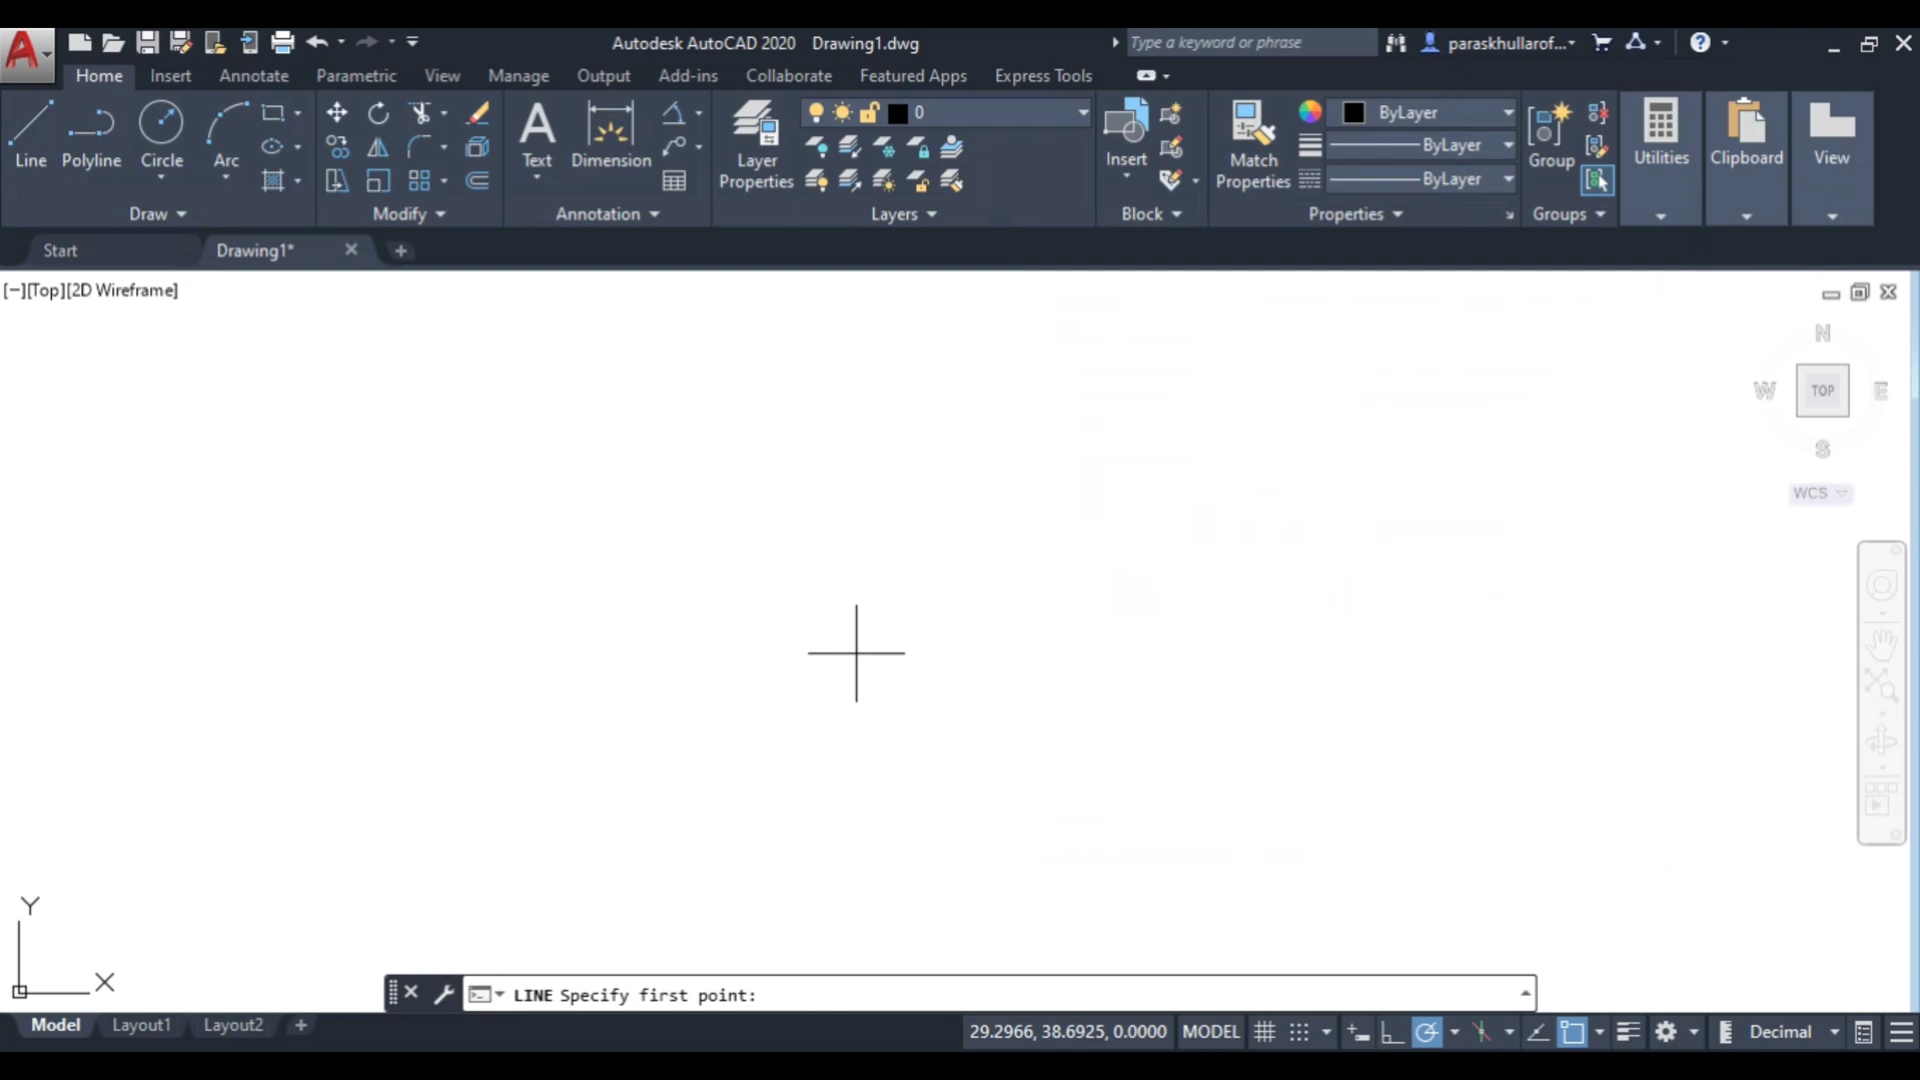 Autodesk AutoCAD 2020 Drawing1.dwg
Type a keyword or phrase
paraskhullarof...
Home Insert Annotate Parametric View Manage Output Add-ins Collaborate Featured Apps Express Tools
Line Polyline Circle Arc
Draw
Modify
Text Dimension
Annotation
Layer Properties
0
Layers
Insert
Block
Match Properties
ByLayer
ByLayer
ByLayer
Properties
Group
Groups
Utilities
Clipboard
View
Start Drawing1*
[−][Top][2D Wireframe]
N
W TOP E
S
WCS
Y
X
LINE Specify first point:
Model Layout1 Layout2
29.2966, 38.6925, 0.0000 MODEL
Decimal